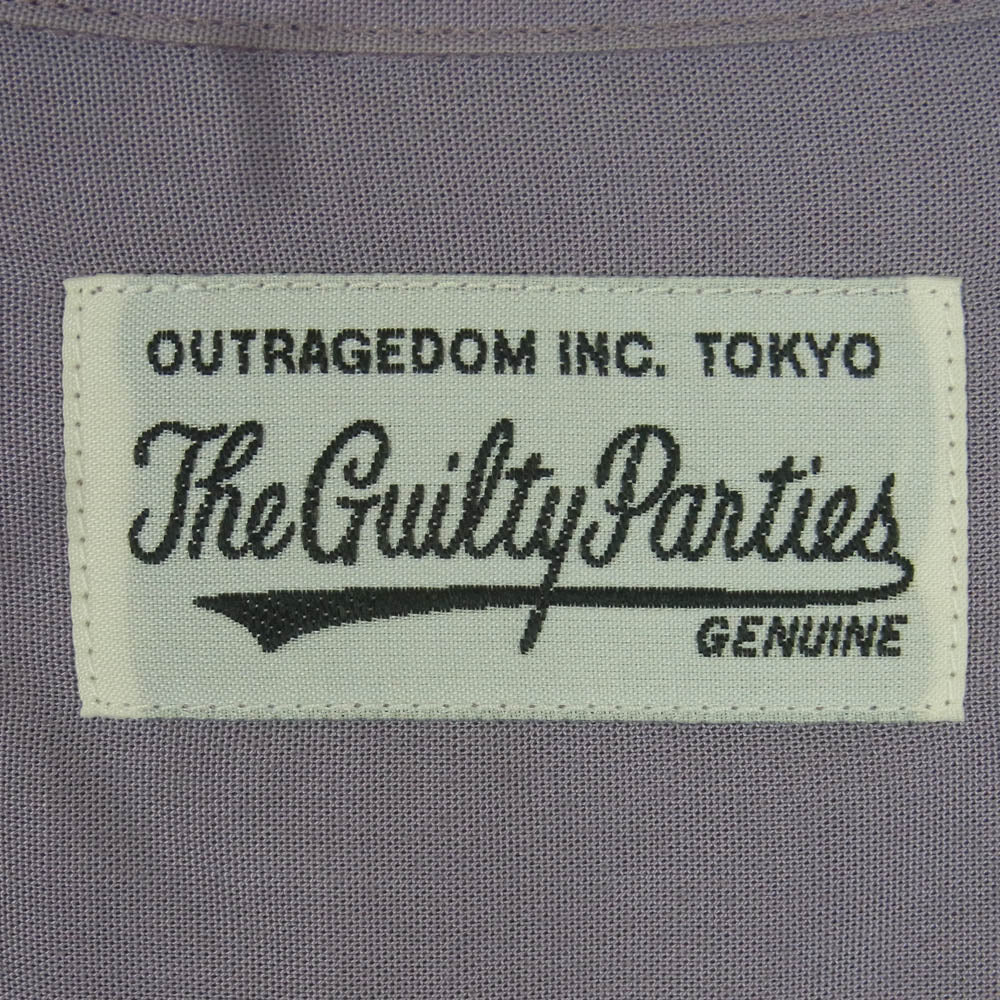 OUTRAGEDOM INC. TOKYO
The Guilty Parties
GENUINE